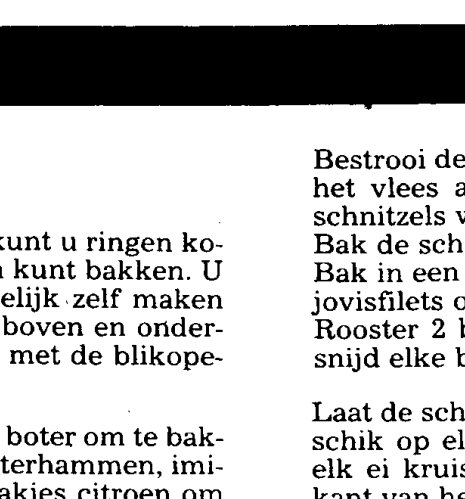 kunt u ringen ko-
kunt bakken. U
elijk zelf maken
boven en onder-
met de blikope-
boter om te bak-
terhammen, imi-
akjes citroen om
Bestrooi de
het vlees a
schnitzels v
Bak de sch
Bak in een
jovisfilets o
Rooster 2 b
snijd elke b
Laat de sch
schik op el
elk ei kruis
kant van he